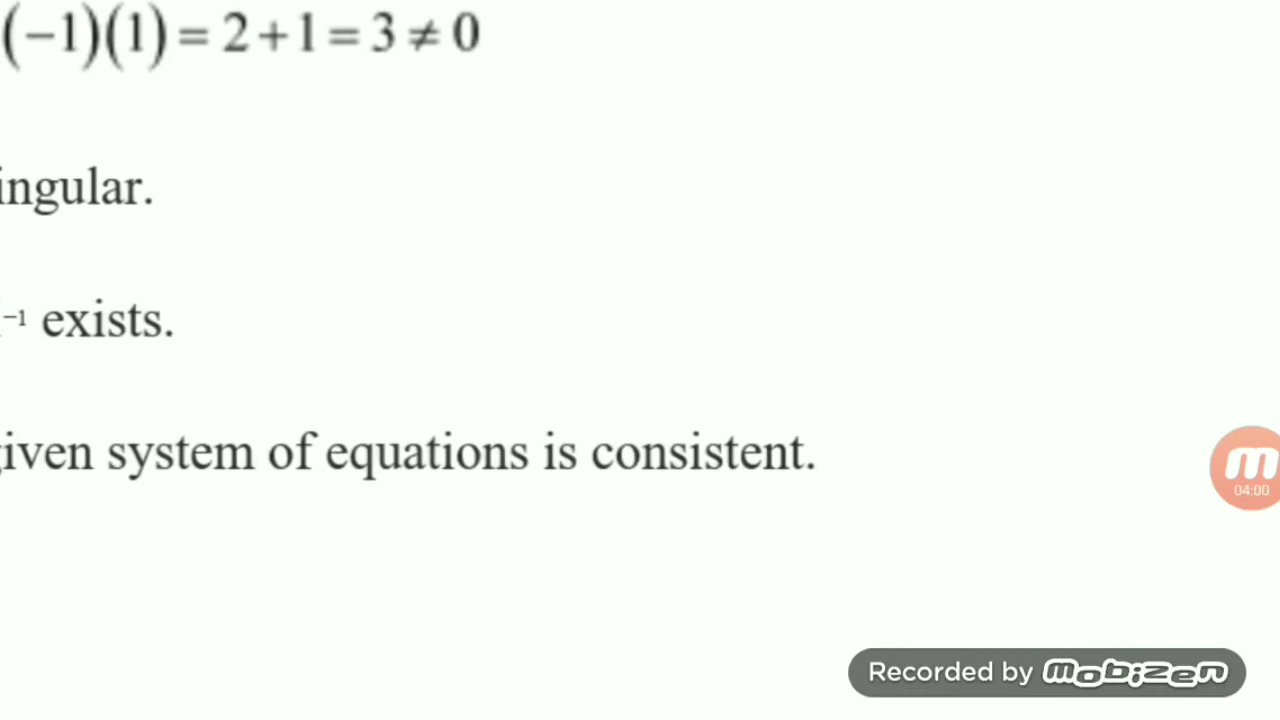 (−1)(1) = 2 + 1 = 3 ≠ 0
ingular.
−1 exists.
iven system of equations is consistent.
m
04:00
Recorded by Mobizen